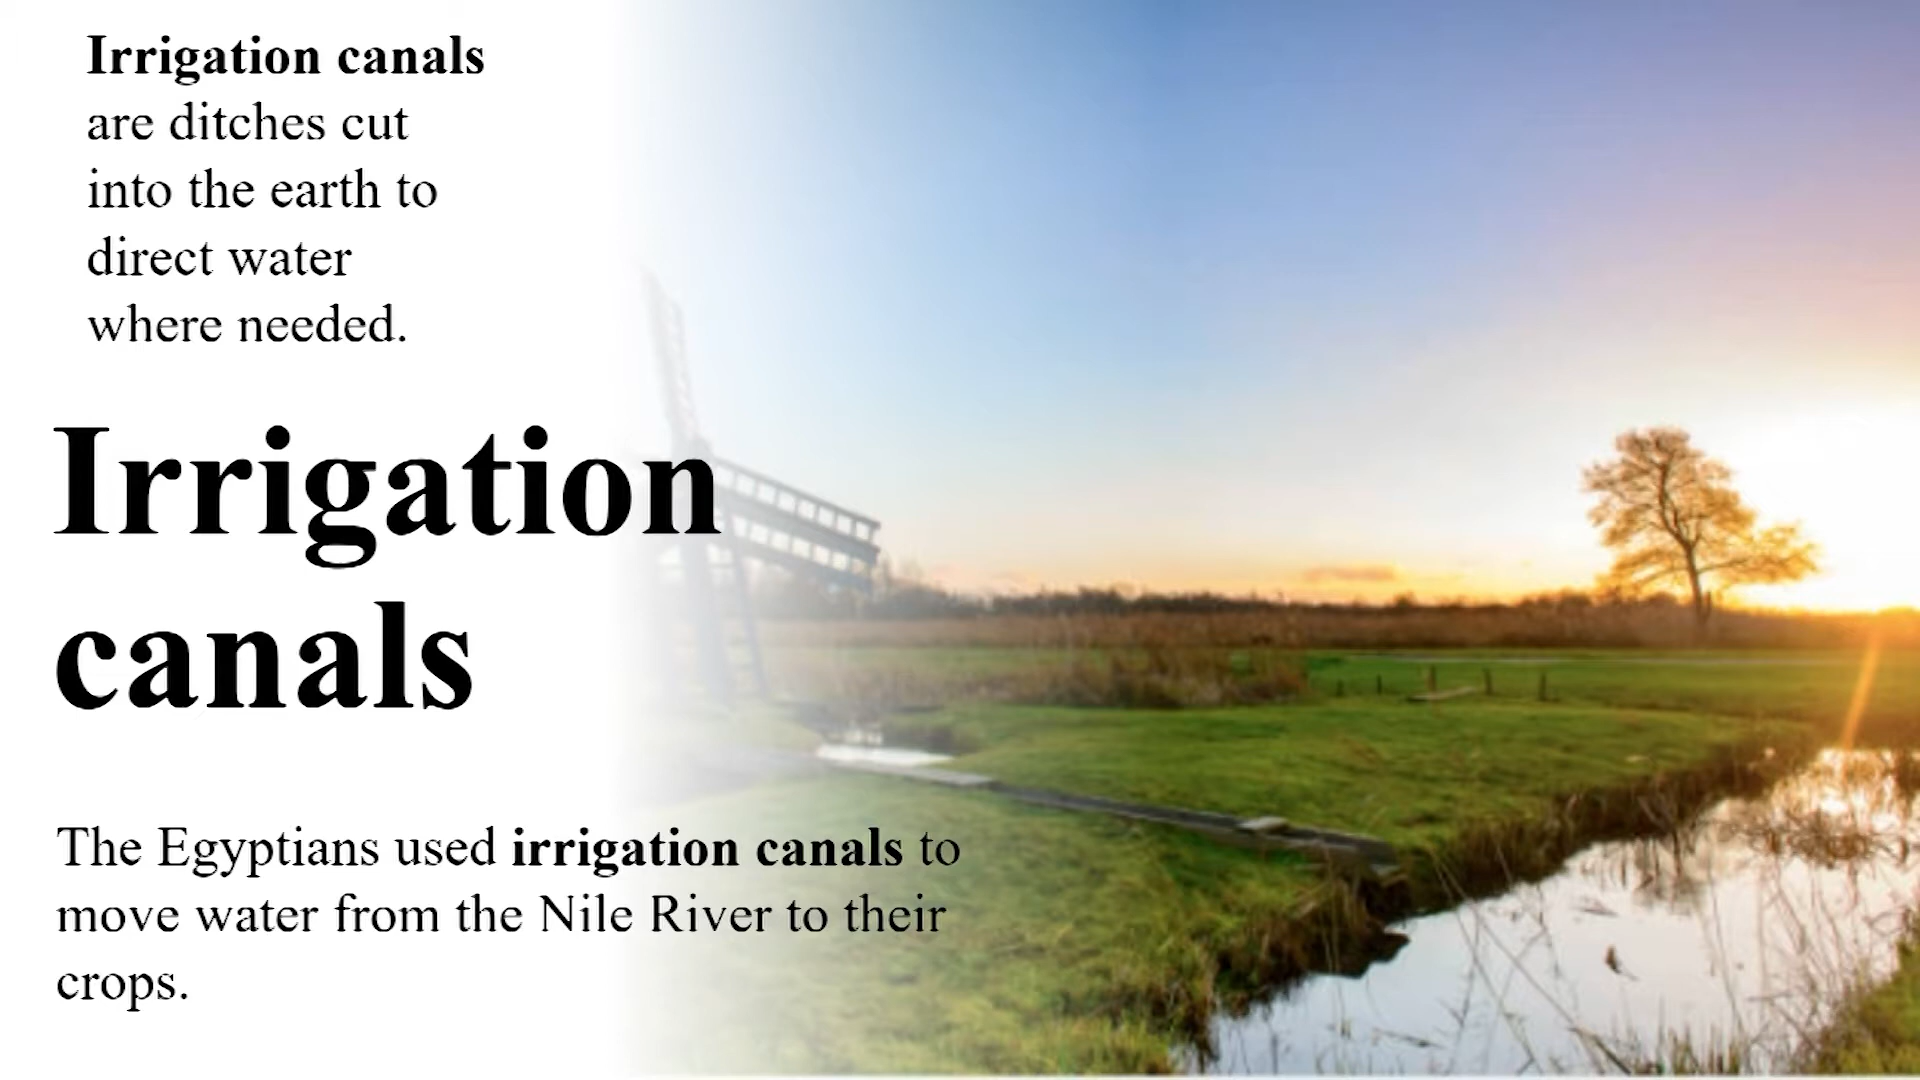 Irrigation canals
are ditches cut
into the earth to
direct water
where needed.
Irrigation
canals
The Egyptians used irrigation canals to
move water from the Nile River to their
crops.